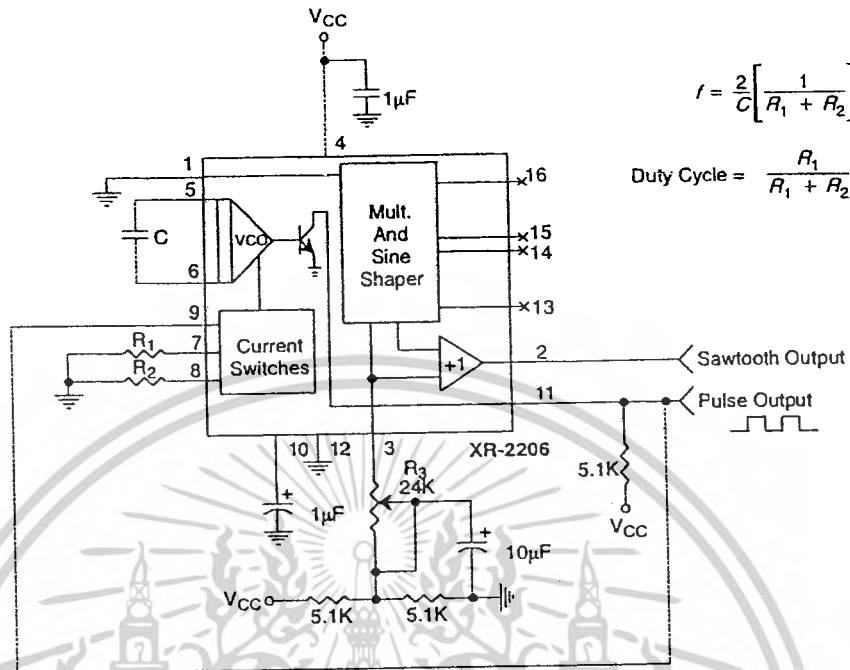 VCC
1μF
f = 2/C [ 1 / (R1 + R2) ]
Duty Cycle = R1 / (R1 + R2)
4
1
5
C
6
VCO
9
R1
7
R2
8
Current
Switches
Mult.
And
Sine
Shaper
16
15
14
13
+1
2
Sawtooth Output
11
Pulse Output
10
12
3
XR-2206
1μF
+
R3
24K
+
10μF
5.1K
VCC
VCC
5.1K
5.1K